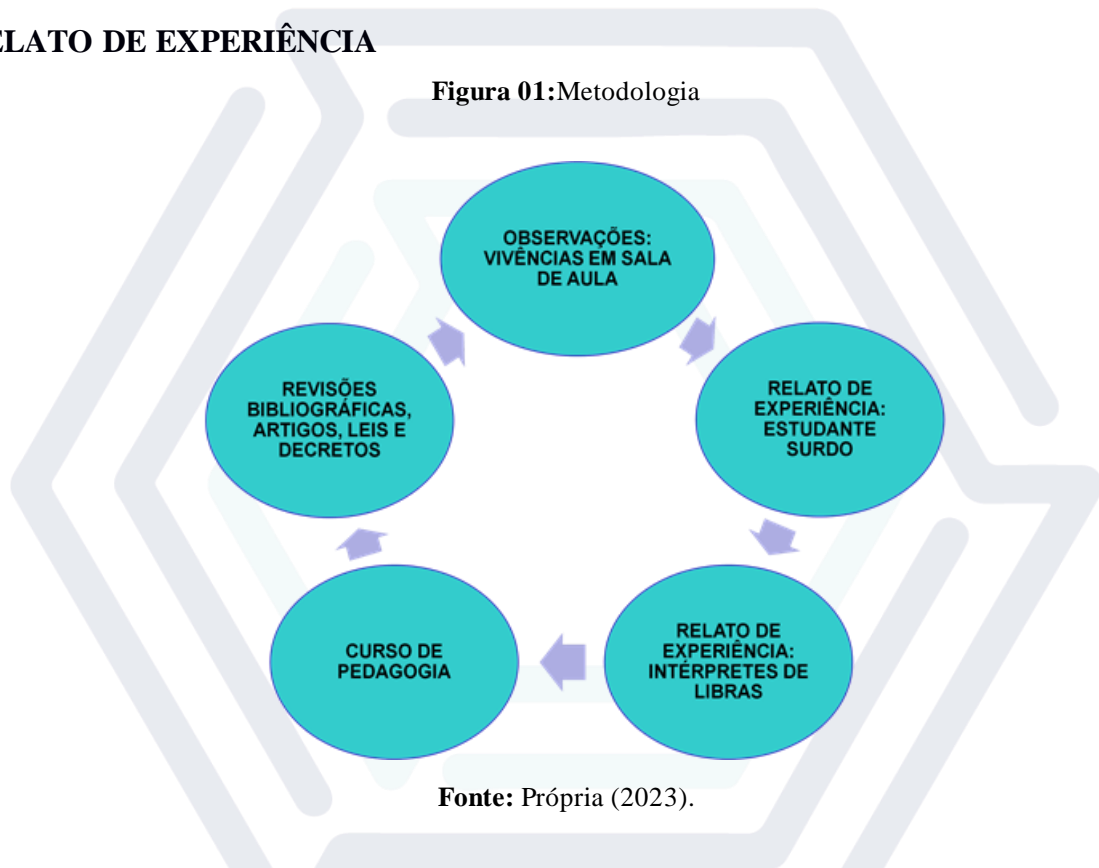 ELATO DE EXPERIÊNCIA
Figura 01:Metodologia
OBSERVAÇÕES:
VIVÊNCIAS EM SALA
DE AULA
RELATO DE
EXPERIÊNCIA:
ESTUDANTE
SURDO
RELATO DE
EXPERIÊNCIA:
INTÉRPRETES DE
LIBRAS
CURSO DE
PEDAGOGIA
REVISÕES
BIBLIOGRÁFICAS,
ARTIGOS, LEIS E
DECRETOS
Fonte: Própria (2023).